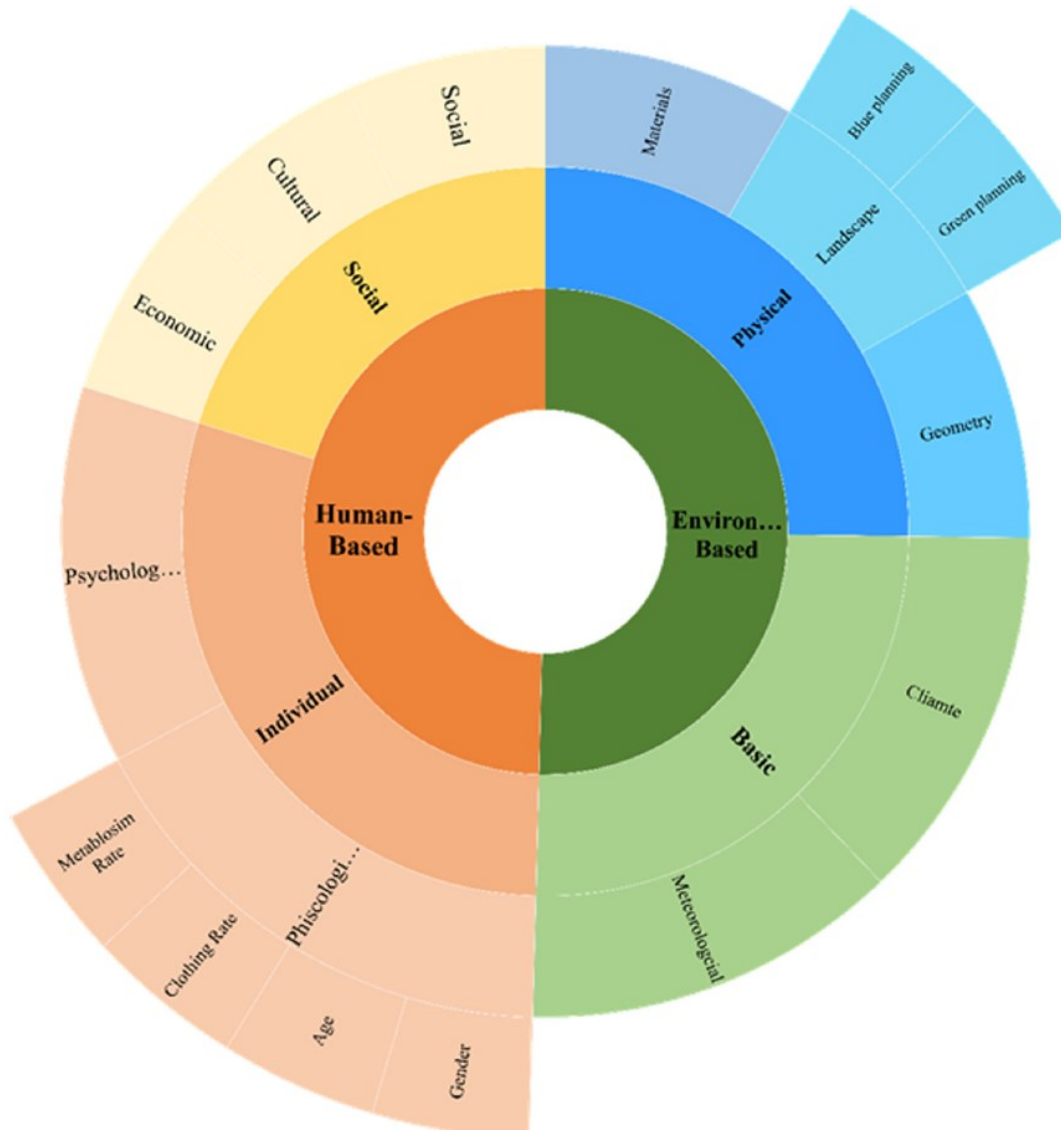 Blue planning
Green planning
Materials
Landscape
Geometry
Physical
Environ…
Based
Basic
Cliamte
Meteorologcial
Social
Cultural
Economic
Social
Human-
Based
Individual
Psycholog…
Phiscologi…
Metablosim
Rate
Clothing Rate
Age
Gender